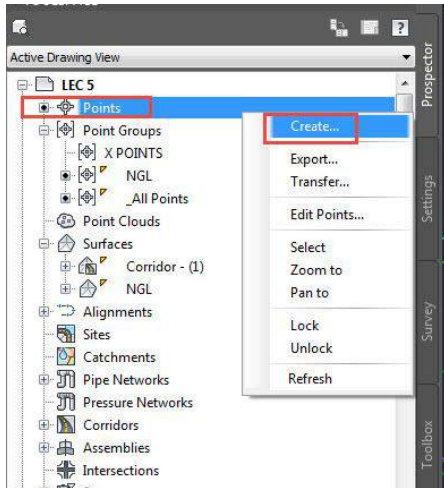 ?
Active Drawing View
LEC 5
Points
Point Groups
X POINTS
NGL
_All Points
Point Clouds
Surfaces
Corridor - (1)
NGL
Alignments
Sites
Catchments
Pipe Networks
Pressure Networks
Corridors
Assemblies
Intersections
Create...
Export...
Transfer...
Edit Points...
Select
Zoom to
Pan to
Lock
Unlock
Refresh
Prospector
Settings
Survey
Toolbox